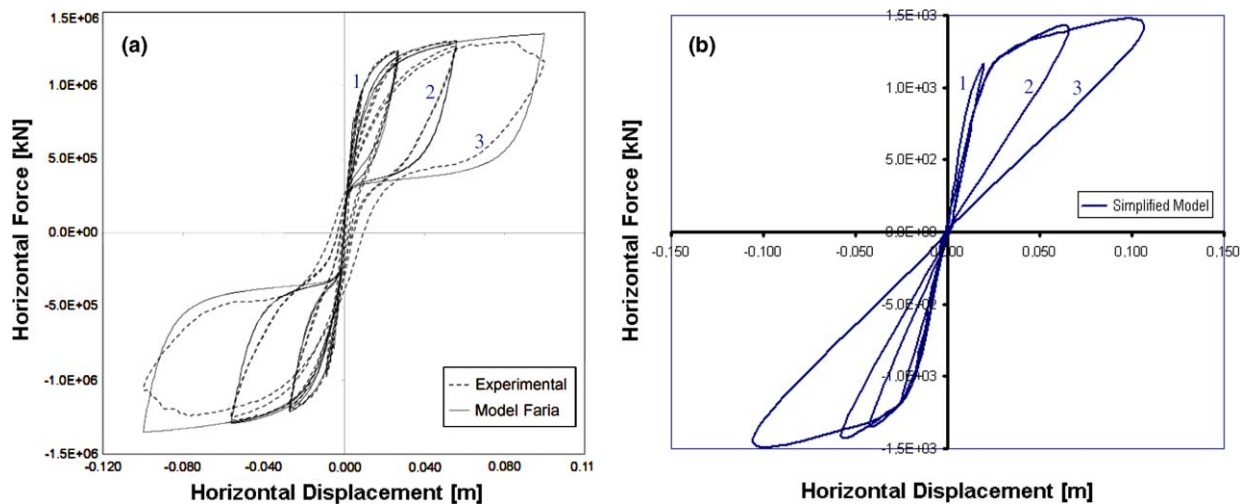 (a)
1.5E+06
1.0E+06
5.0E+05
0.0E+00
-5.0E+05
-1.0E+06
-1.5E+06
Horizontal Force [kN]
1
2
3
Experimental
Model Faria
-0.120
-0.080
-0.040
0.000
0.040
0.080
0.11
Horizontal Displacement [m]
(b)
1.5E+03
1.0E+03
5.0E+02
0.0E+00
-5.0E+02
-1.0E+03
-1.5E+03
Horizontal Force [kN]
1
2
3
Simplified Model
-0.150
-0.100
-0.050
0.000
0.050
0.100
0.150
Horizontal Displacement [m]